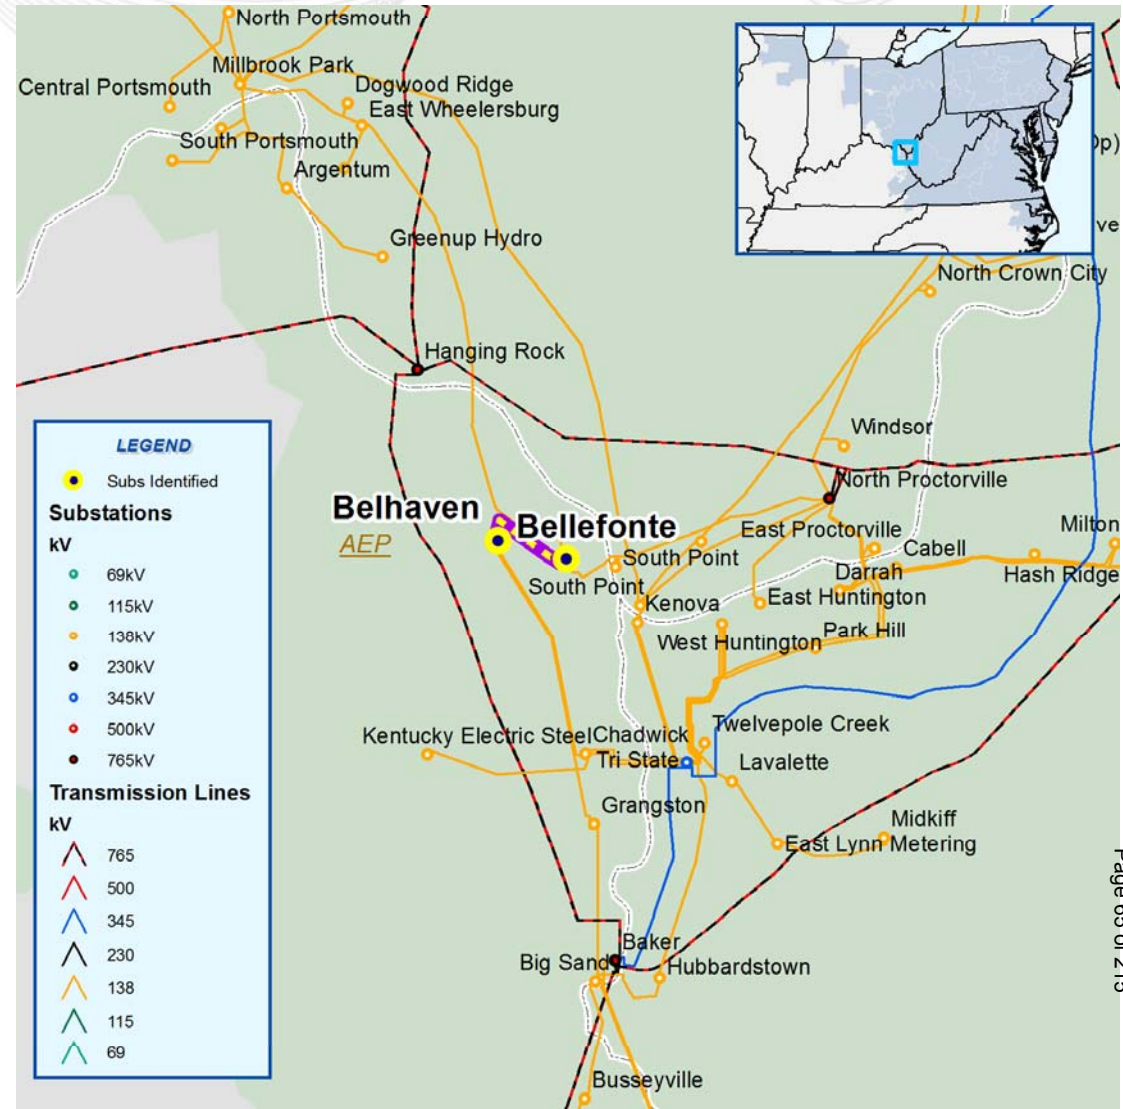 North Portsmouth
Millbrook Park
Central Portsmouth
Dogwood Ridge
East Wheelersburg
South Portsmouth
Argentum
Greenup Hydro
North Crown City
Hanging Rock
Windsor
North Proctorville
Belhaven
AEP
Bellefonte
East Proctorville
Milton
Cabell
South Point
Darrah
Hash Ridge
South Point
Kenova
East Huntington
West Huntington
Park Hill
Kentucky Electric Steel
Chadwick
Twelvepole Creek
Tri State
Lavalette
Grangston
Midkiff
East Lynn Metering
Baker
Big Sand
Hubbardstown
Busseyville
LEGEND
Subs Identified
Substations
kV
69kV
115kV
138kV
230kV
345kV
500kV
765kV
Transmission Lines
kV
765
500
345
230
138
115
69